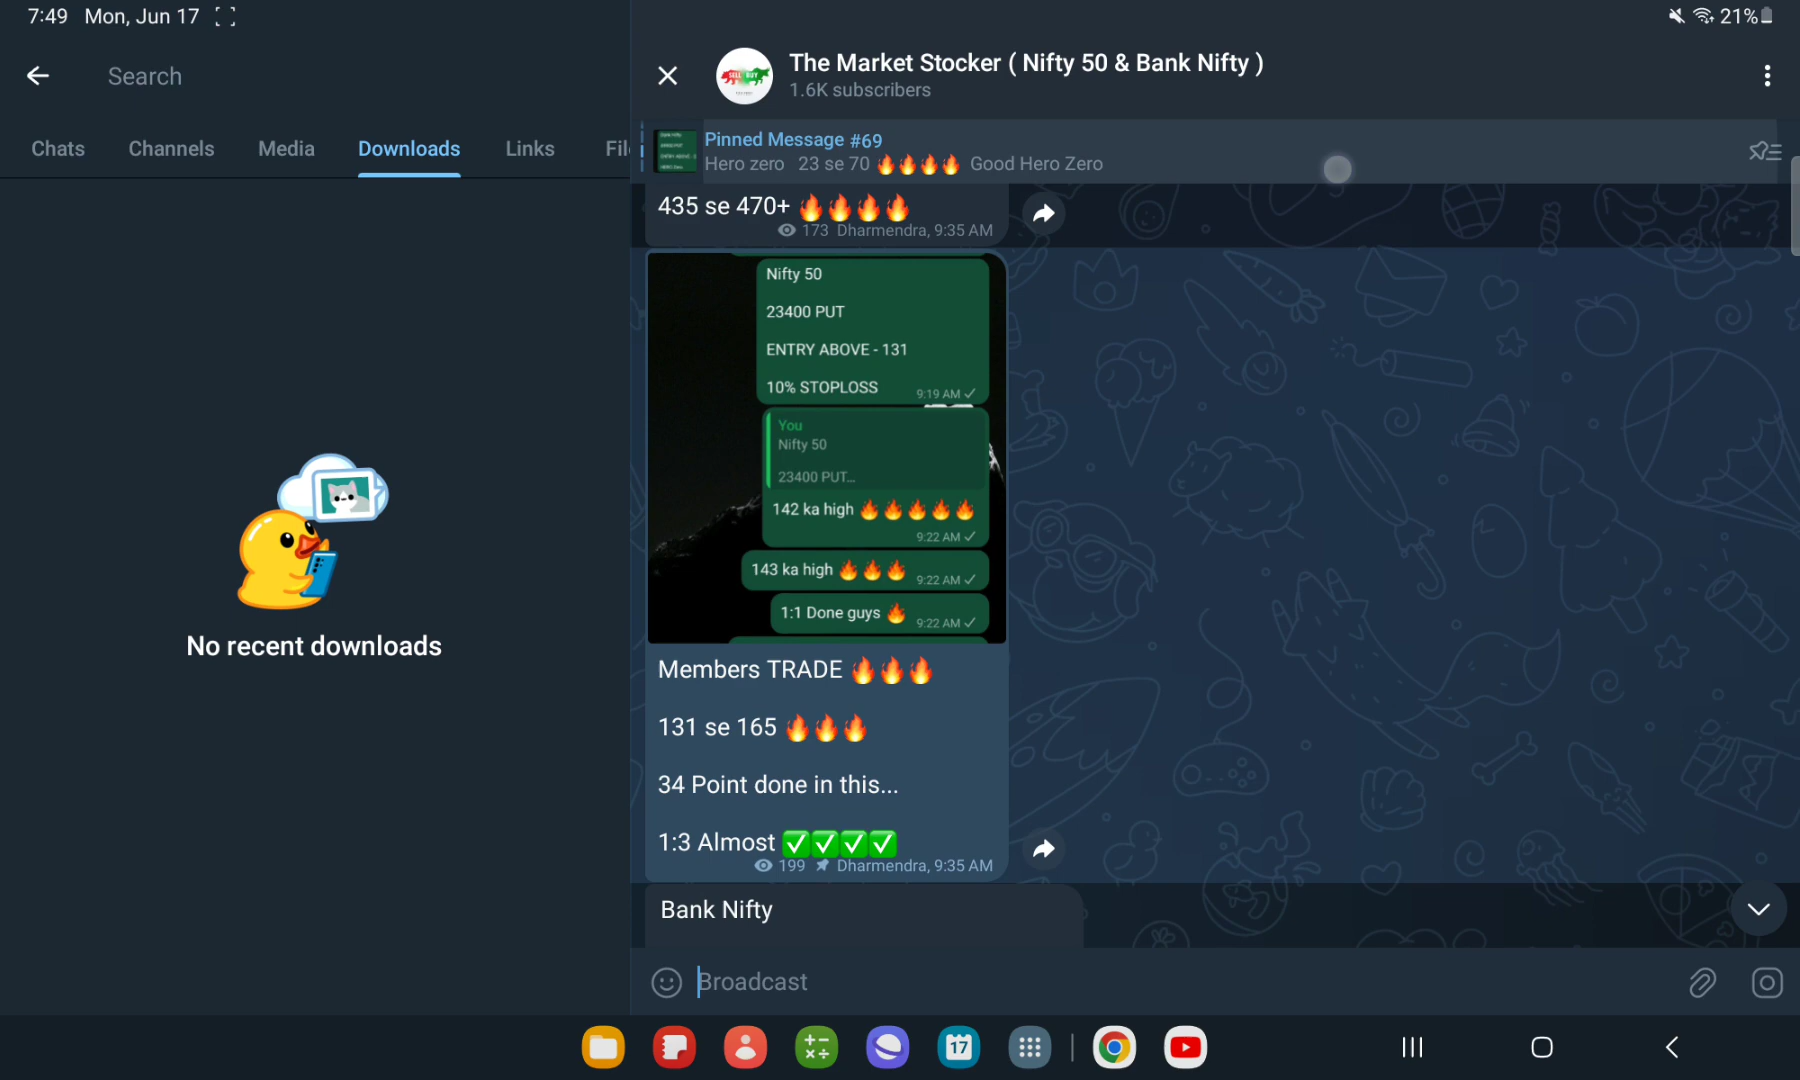 7:49 Mon, Jun 17
21%
Search
Chats Channels Media Downloads Links Fil
No recent downloads
SELL BUY
The Market Stocker ( Nifty 50 & Bank Nifty )
1.6K subscribers
Pinned Message #69
Hero zero 23 se 70 🔥🔥🔥🔥 Good Hero Zero
435 se 470+ 🔥🔥🔥🔥
173 Dharmendra, 9:35 AM
Nifty 50
23400 PUT
ENTRY ABOVE - 131
10% STOPLOSS
9:19 AM ✓
You
Nifty 50
23400 PUT...
142 ka high 🔥🔥🔥🔥🔥
9:22 AM ✓
143 ka high 🔥🔥🔥
9:22 AM ✓
1:1 Done guys 🔥
9:22 AM ✓
Members TRADE 🔥🔥🔥
131 se 165 🔥🔥🔥
34 Point done in this...
1:3 Almost ✅✅✅✅
199 Dharmendra, 9:35 AM
Bank Nifty
Broadcast
17